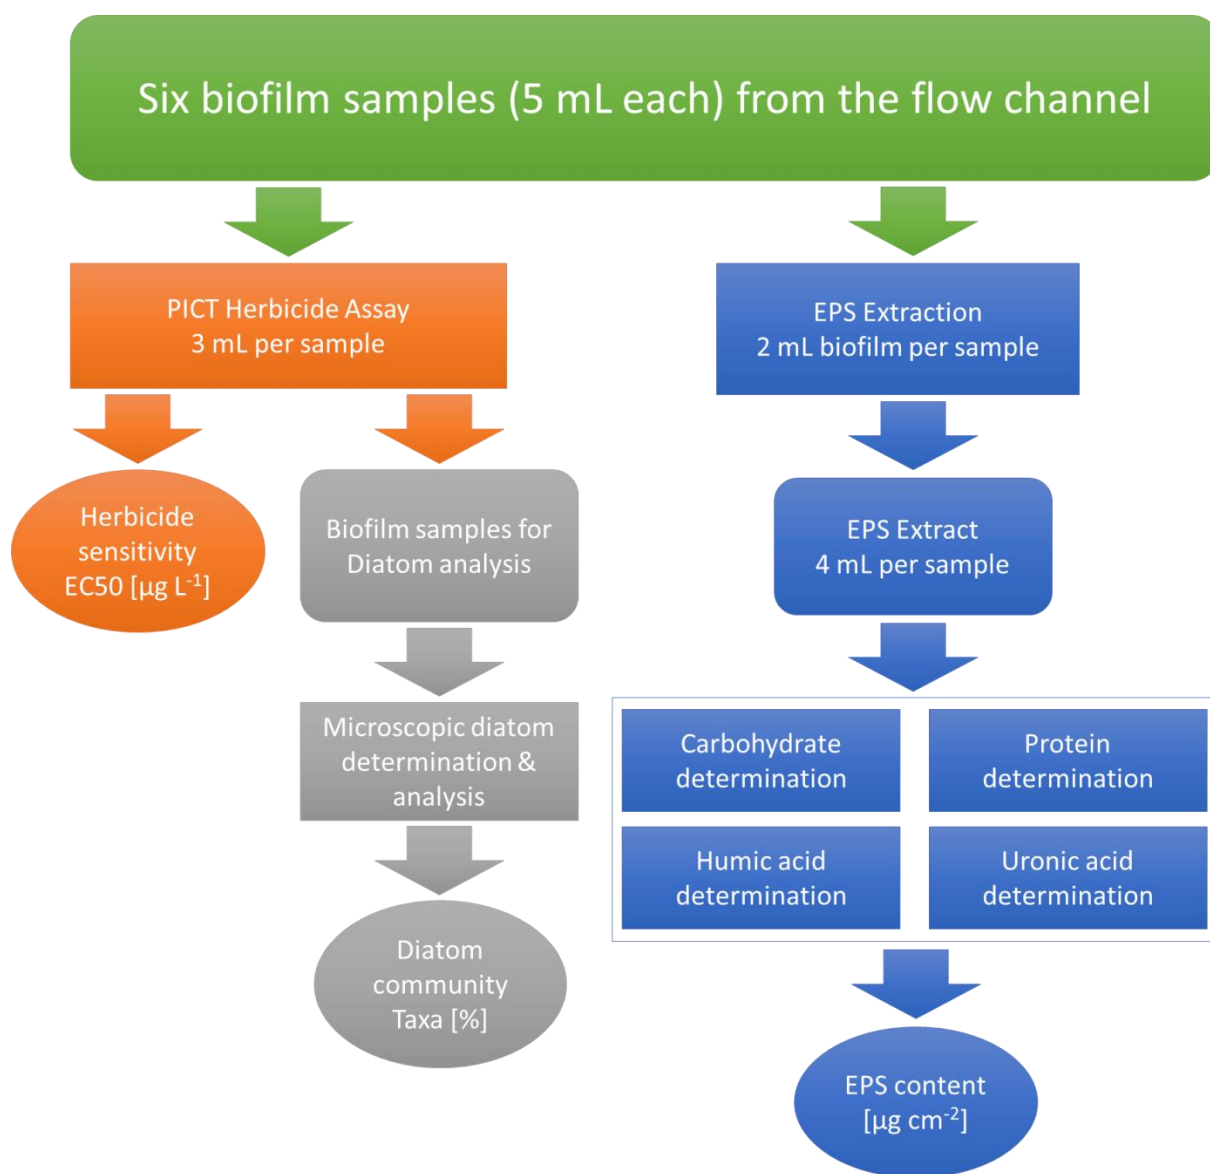 Six biofilm samples (5 mL each) from the flow channel
PICT Herbicide Assay
3 mL per sample
EPS Extraction
2 mL biofilm per sample
Herbicide
sensitivity
EC50 [µg L⁻¹]
Biofilm samples for
Diatom analysis
EPS Extract
4 mL per sample
Microscopic diatom
determination &
analysis
Carbohydrate
determination
Protein
determination
Humic acid
determination
Uronic acid
determination
Diatom
community
Taxa [%]
EPS content
[µg cm⁻²]